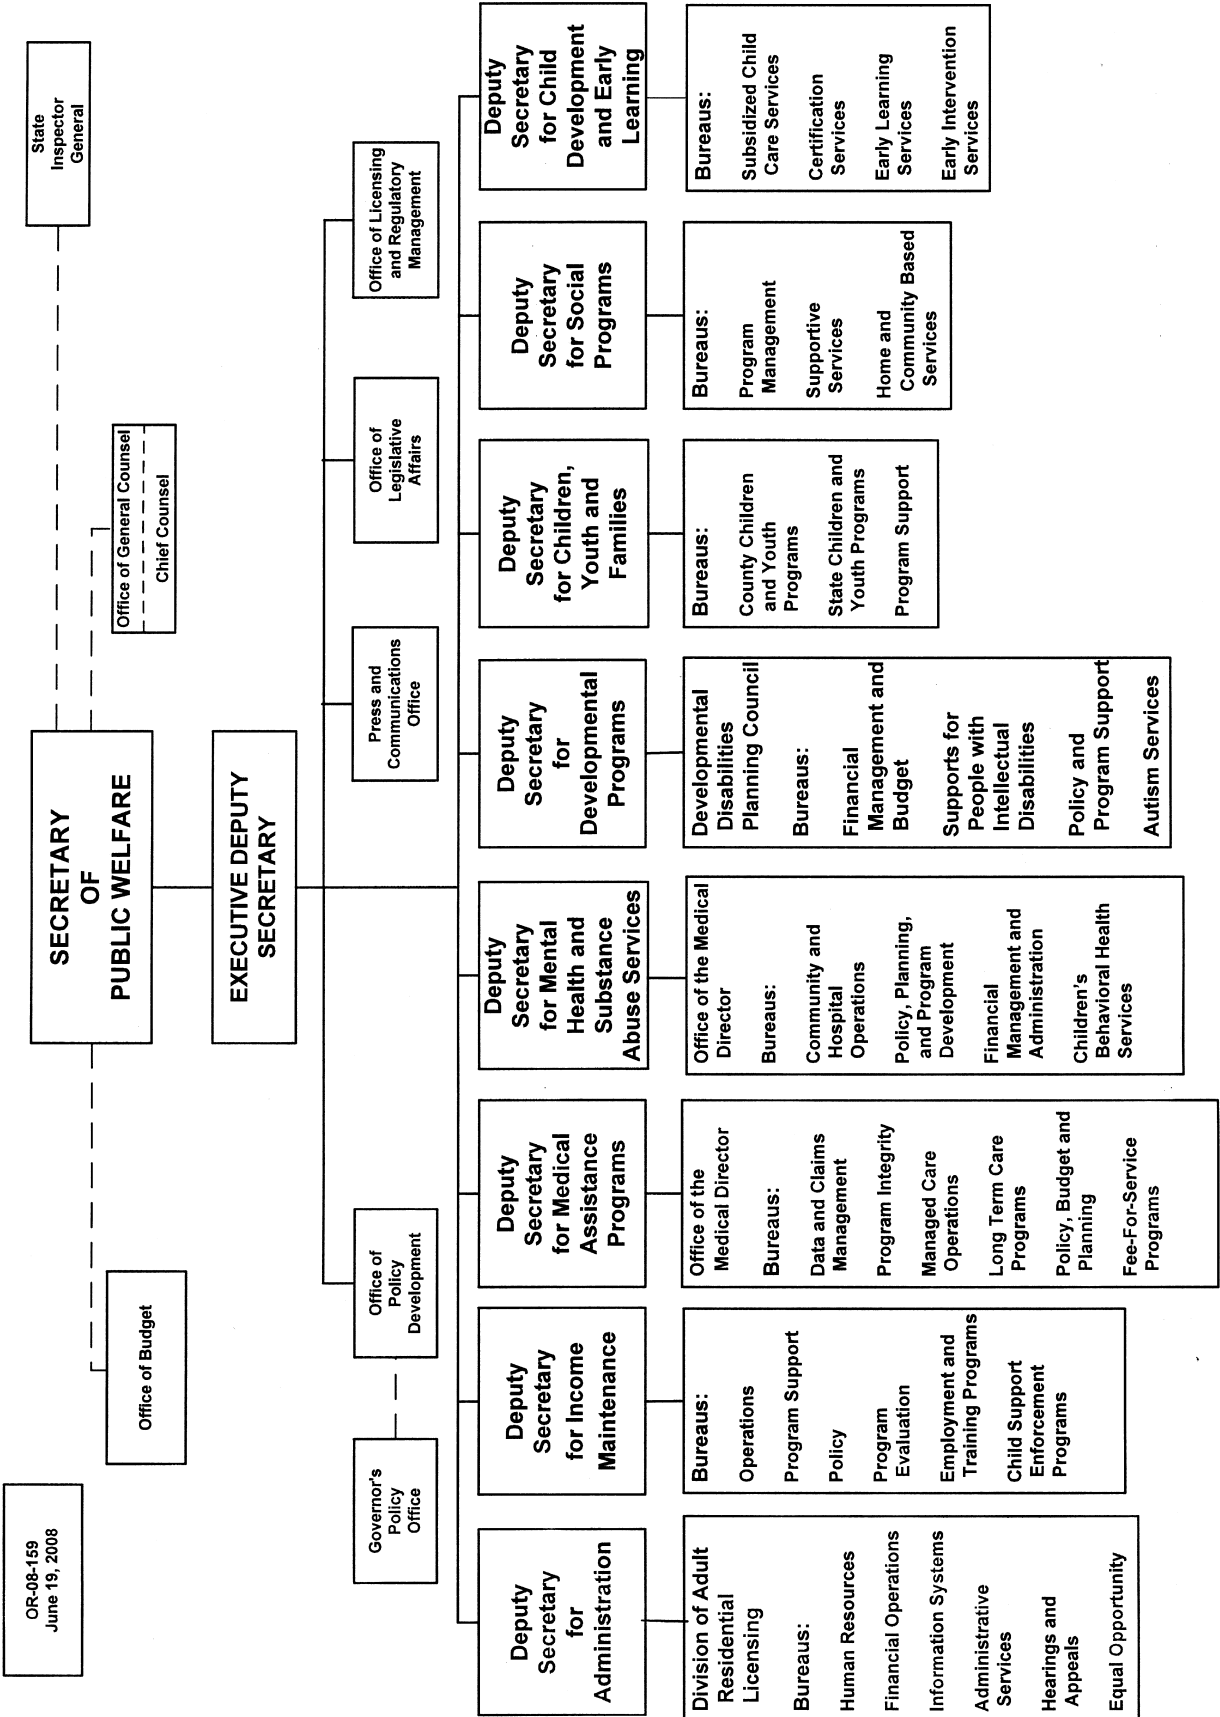 OR-08-159
June 19, 2008
SECRETARY
OF
PUBLIC WELFARE
State
Inspector
General
Office of Budget
Office of General Counsel
Chief Counsel
EXECUTIVE DEPUTY
SECRETARY
Governor's
Policy
Office
Office of
Policy
Development
Press and
Communications
Office
Office of
Legislative
Affairs
Office of Licensing
and Regulatory
Management
Deputy
Secretary
for
Administration
Division of Adult
Residential
Licensing
Bureaus:
Human Resources
Financial Operations
Information Systems
Administrative
Services
Hearings and
Appeals
Equal Opportunity
Deputy
Secretary
for Income
Maintenance
Bureaus:
Operations
Program Support
Policy
Program
Evaluation
Employment and
Training Programs
Child Support
Enforcement
Programs
Deputy
Secretary
for Medical
Assistance
Programs
Office of the
Medical Director
Bureaus:
Data and Claims
Management
Program Integrity
Managed Care
Operations
Long Term Care
Programs
Policy, Budget and
Planning
Fee-For-Service
Programs
Deputy
Secretary
for Mental
Health and
Substance
Abuse Services
Office of the Medical
Director
Bureaus:
Community and
Hospital
Operations
Policy, Planning,
and Program
Development
Financial
Management and
Administration
Children's
Behavioral Health
Services
Deputy
Secretary
for
Developmental
Programs
Developmental
Disabilities
Planning Council
Bureaus:
Financial
Management and
Budget
Supports for
People with
Intellectual
Disabilities
Policy and
Program Support
Autism Services
Deputy
Secretary
for Children,
Youth and
Families
Bureaus:
County Children
and Youth
Programs
State Children and
Youth Programs
Program Support
Deputy
Secretary
for Social
Programs
Bureaus:
Program
Management
Supportive
Services
Home and
Community Based
Services
Deputy
Secretary
for Child
Development
and Early
Learning
Bureaus:
Subsidized Child
Care Services
Certification
Services
Early Learning
Services
Early Intervention
Services